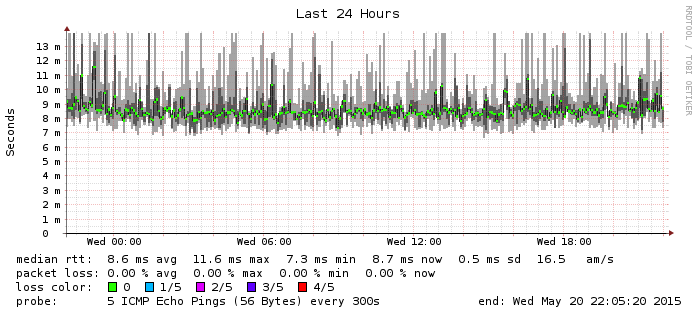 Last 24 Hours
RRDTOOL / TOBI OETIKER
Seconds
13 m
12 m
11 m
10 m
9 m
8 m
7 m
6 m
5 m
4 m
3 m
2 m
1 m
0
Wed 00:00 Wed 06:00 Wed 12:00 Wed 18:00
median rtt: 8.6 ms avg 11.6 ms max 7.3 ms min 8.7 ms now 0.5 ms sd 16.5 am/s
packet loss: 0.00 % avg 0.00 % max 0.00 % min 0.00 % now
loss color: 0 1/5 2/5 3/5 4/5
probe: 5 ICMP Echo Pings (56 Bytes) every 300s end: Wed May 20 22:05:20 2015